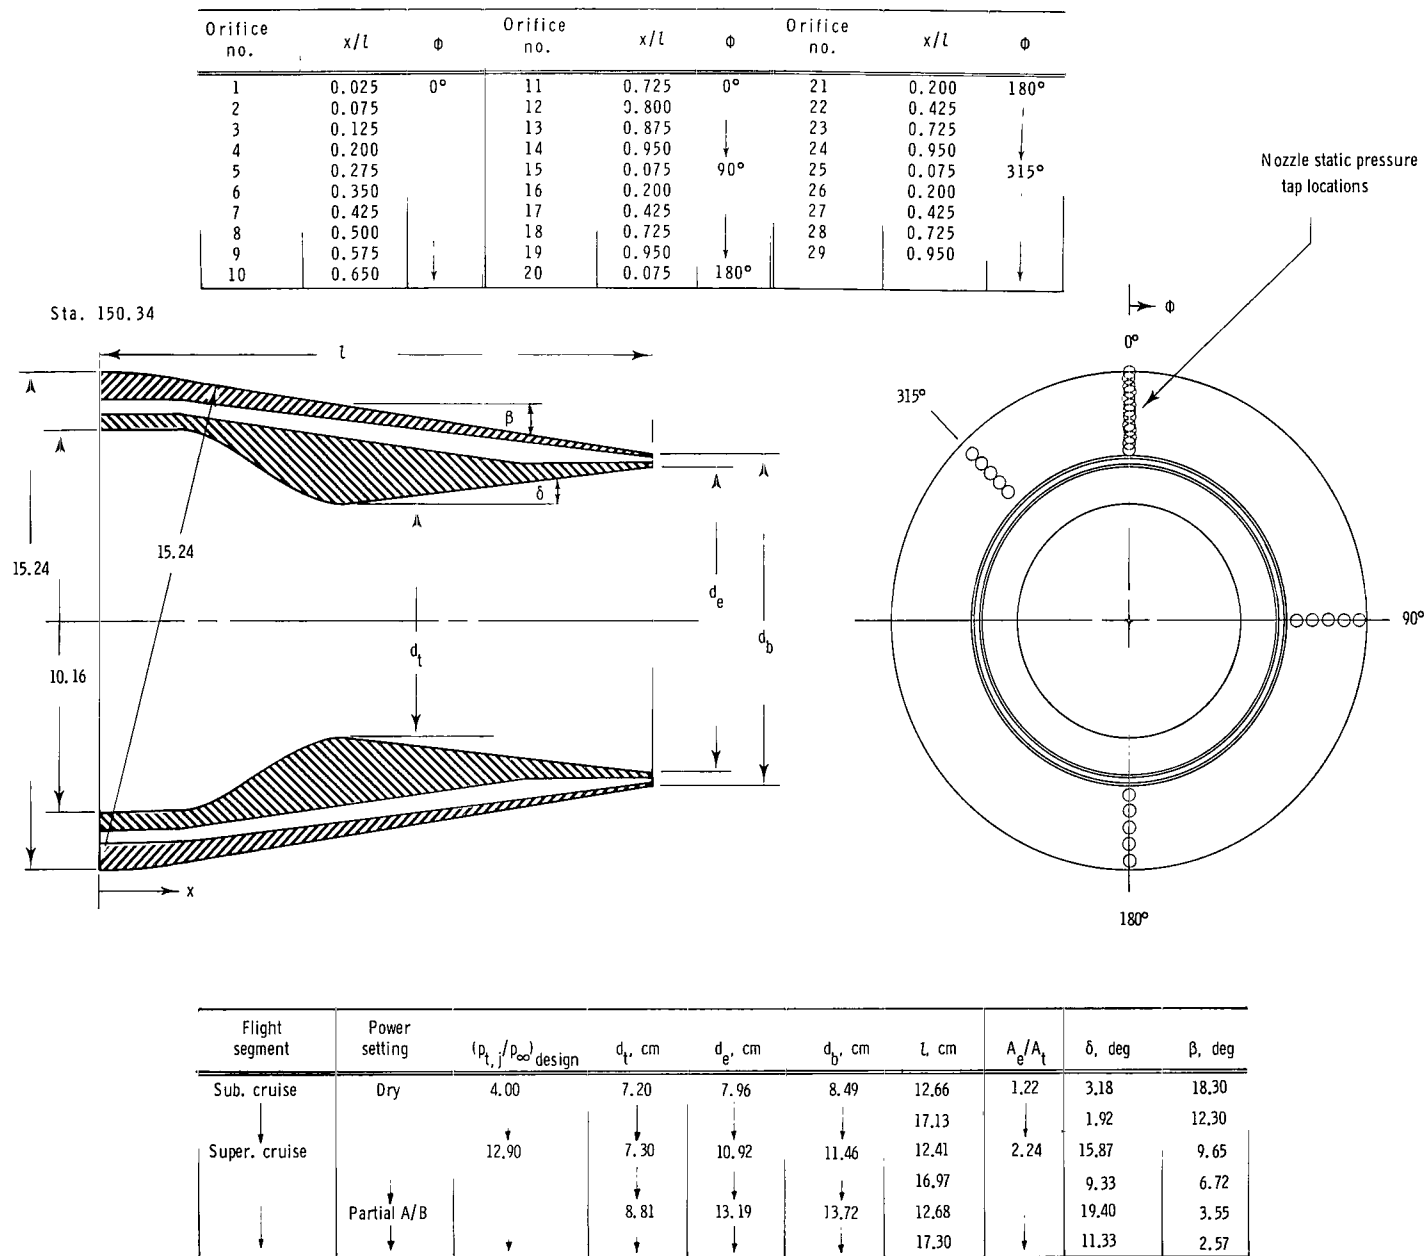 Orifice no. x/l Φ Orifice no. x/l Φ Orifice no. x/l Φ
1 0.025 0° 11 0.725 0° 21 0.200 180°
2 0.075 12 0.800 22 0.425
3 0.125 13 0.875 23 0.725
4 0.200 14 0.950 24 0.950
5 0.275 15 0.075 90° 25 0.075 315°
6 0.350 16 0.200 26 0.200
7 0.425 17 0.425 27 0.425
8 0.500 18 0.725 28 0.725
9 0.575 19 0.950 29 0.950
10 0.650 20 0.075 180°
Nozzle static pressure
tap locations
Sta. 150.34
l
β
δ
15.24
15.24
10.16
d_t
d_e
d_b
x
Φ
0°
315°
90°
180°
Flight segment Power setting (p_t,j/p_∞)design d_t, cm d_e, cm d_b, cm l, cm A_e/A_t δ, deg β, deg
Sub. cruise Dry 4.00 7.20 7.96 8.49 12.66 1.22 3.18 18.30
17.13 1.92 12.30
Super. cruise 12.90 7.30 10.92 11.46 12.41 2.24 15.87 9.65
16.97 9.33 6.72
Partial A/B 8.81 13.19 13.72 12.68 19.40 3.55
17.30 11.33 2.57